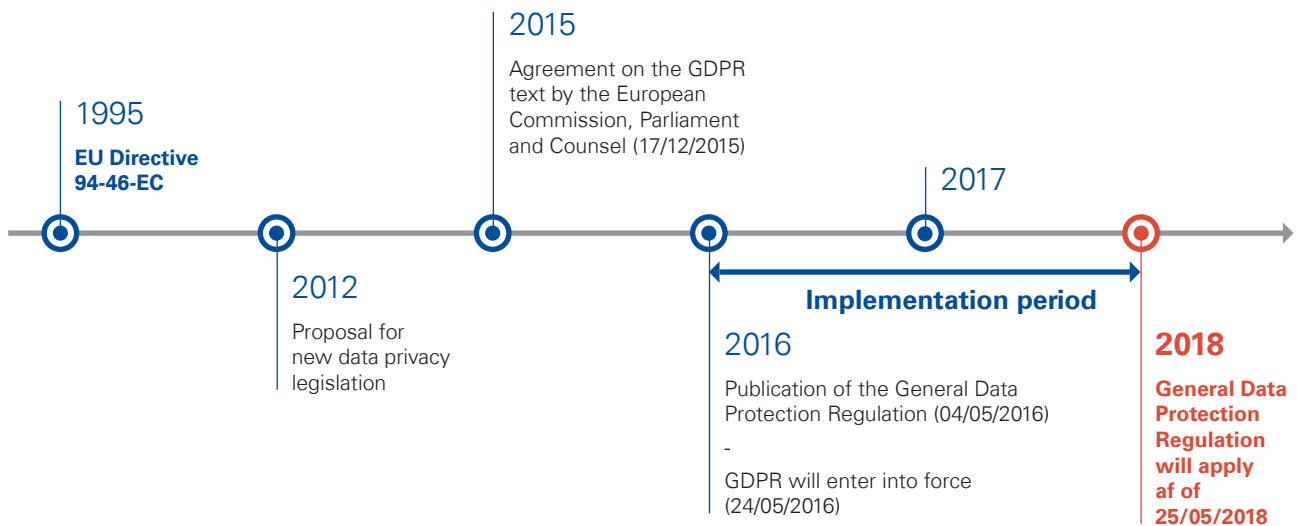 1995
EU Directive
94-46-EC
2012
Proposal for
new data privacy
legislation
2015
Agreement on the GDPR
text by the European
Commission, Parliament
and Counsel (17/12/2015)
2016
Publication of the General Data
Protection Regulation (04/05/2016)
-
GDPR will enter into force
(24/05/2016)
2017
Implementation period
2018
General Data
Protection
Regulation
will apply
af of
25/05/2018